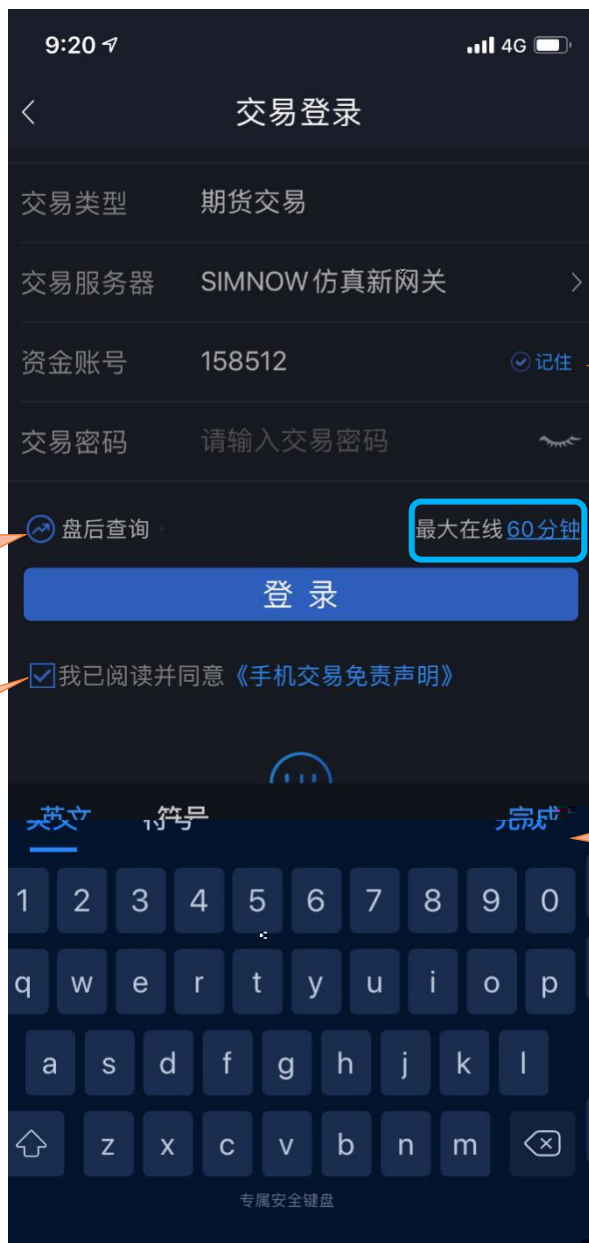 9:20 4G
交易登录
交易类型 期货交易
交易服务器 SIMNOW仿真新网关
资金账号 158512 记住
交易密码 请输入交易密码
盘后查询 最大在线 60分钟
登 录
我已阅读并同意《手机交易免责声明》
英文 符号 完成
1 2 3 4 5 6 7 8 9 0
q w e r t y u i o p
a s d f g h j k l
z x c v b n m
专属安全键盘